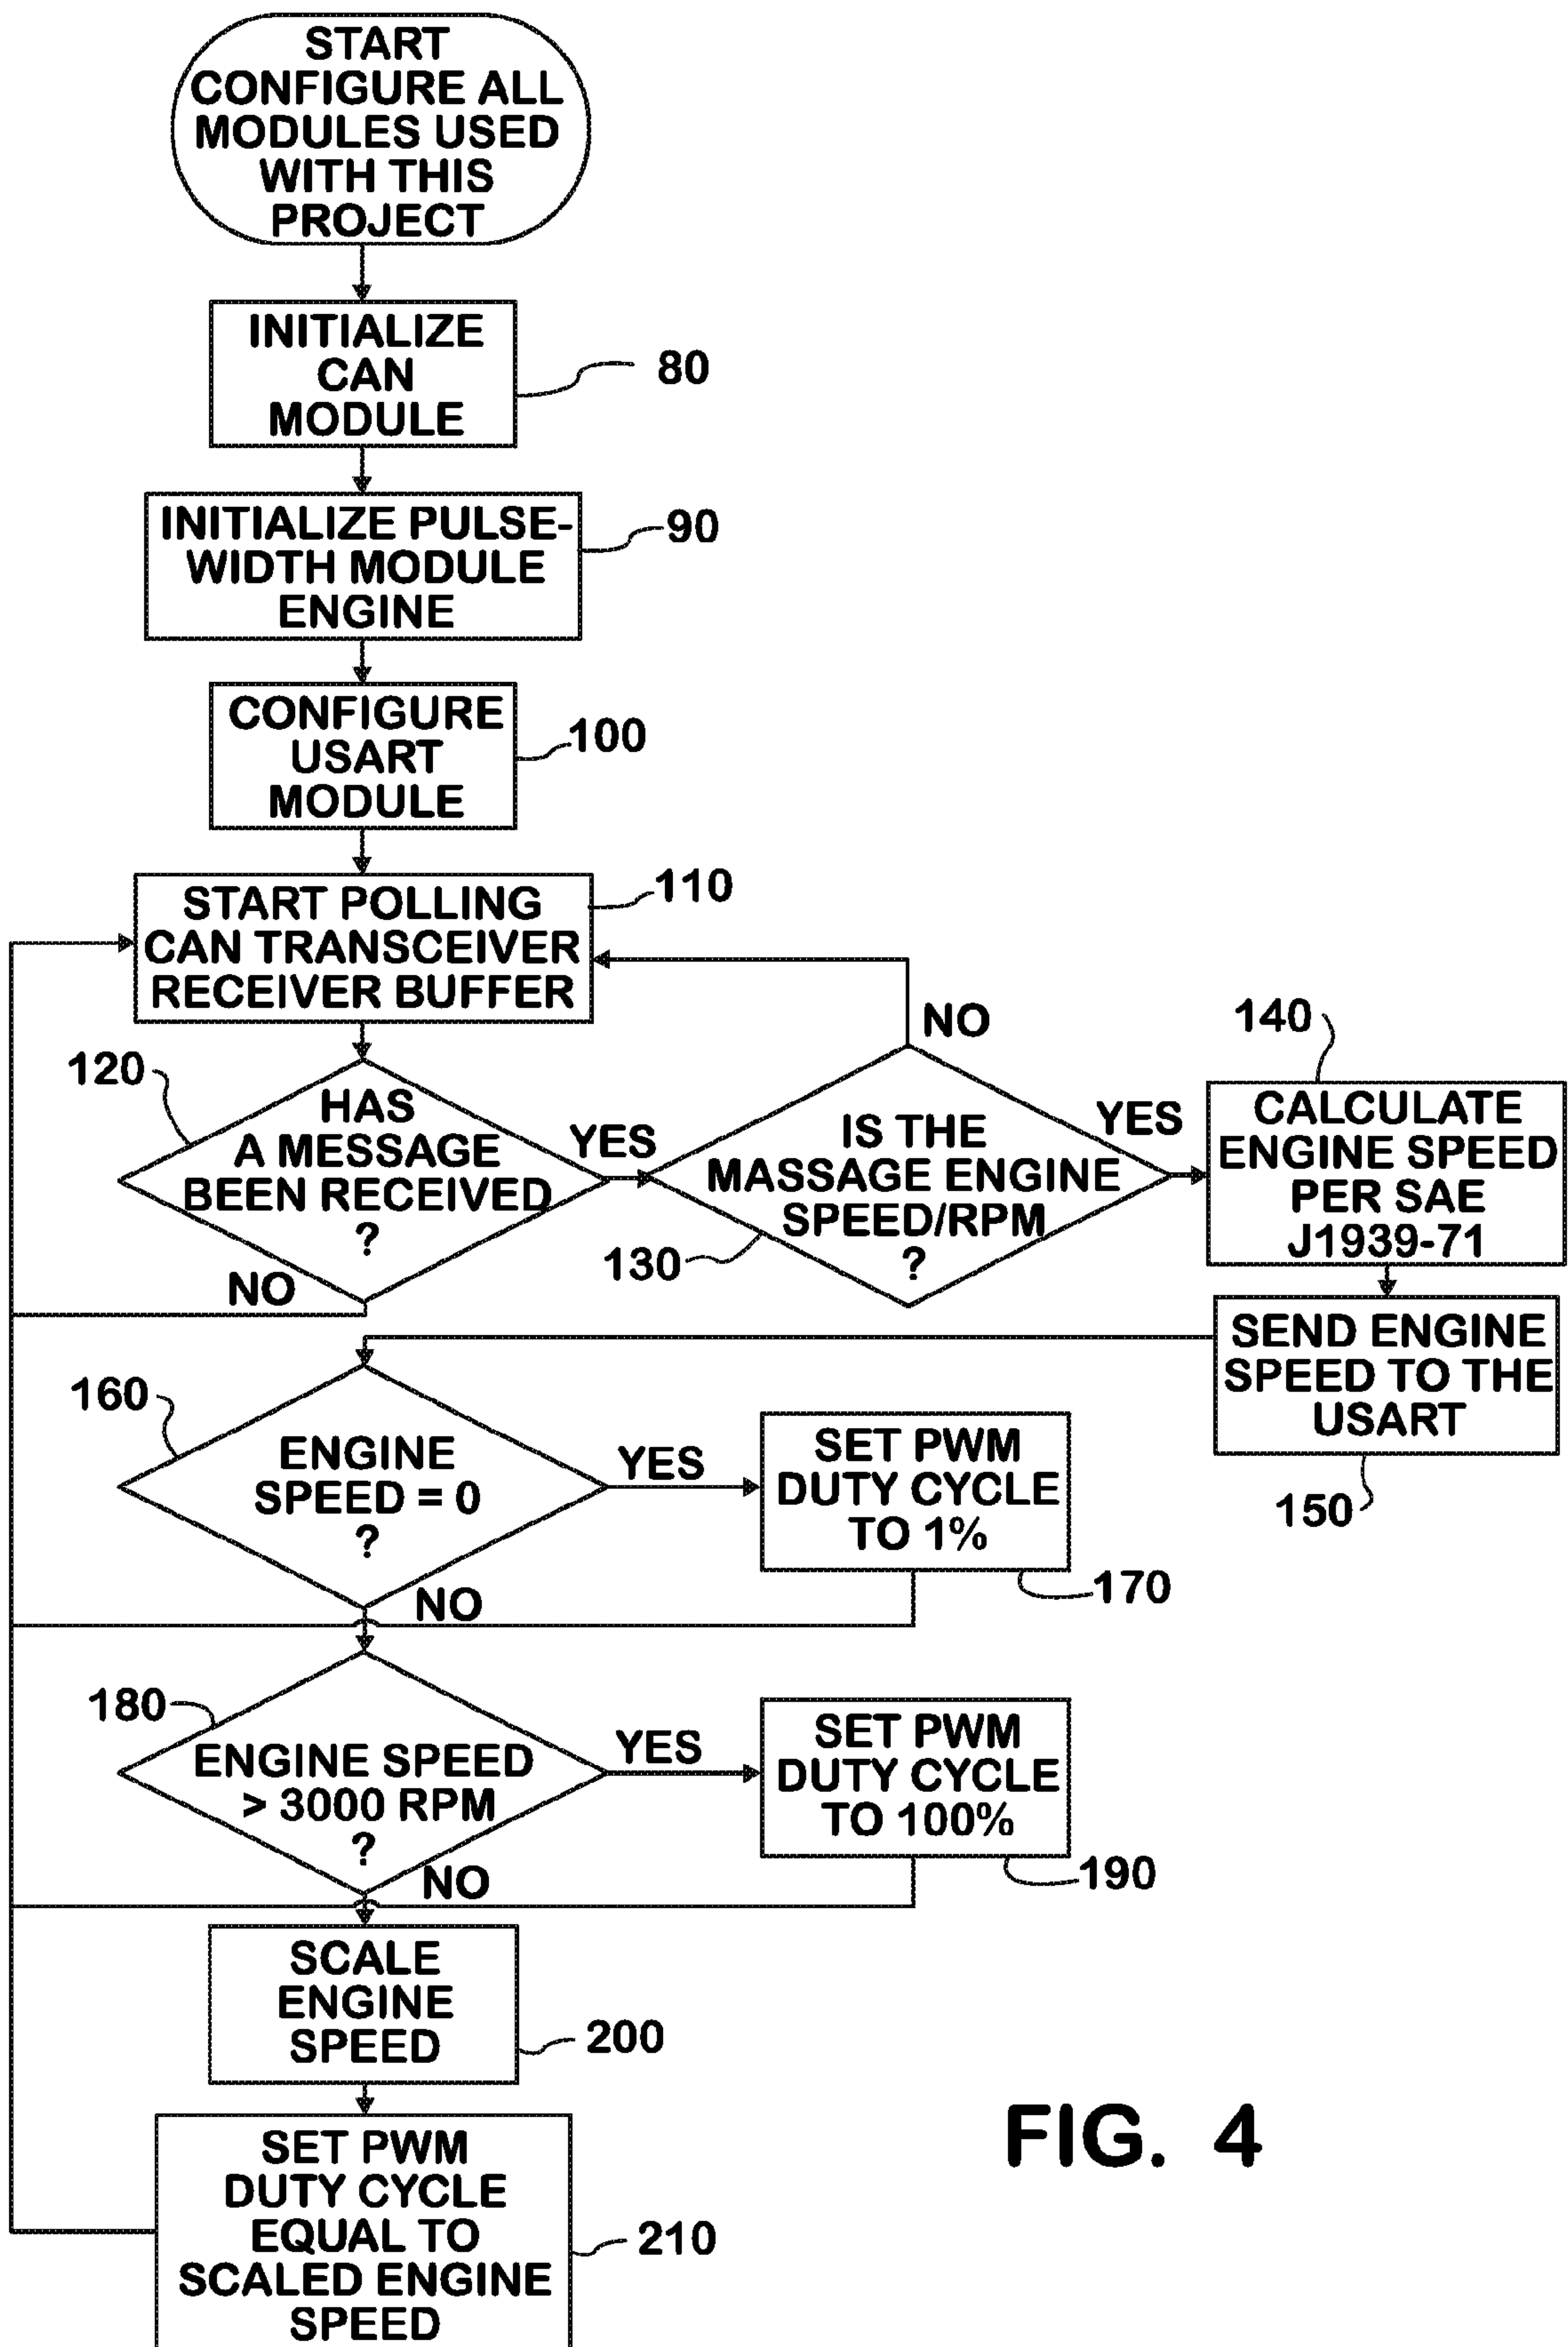 START
CONFIGURE ALL
MODULES USED
WITH THIS
PROJECT
INITIALIZE
CAN
MODULE
80
INITIALIZE PULSE-
WIDTH MODULE
ENGINE
90
CONFIGURE
USART
MODULE
100
START POLLING
CAN TRANSCEIVER
RECEIVER BUFFER
110
120
HAS
A MESSAGE
BEEN RECEIVED
?
YES
NO
NO
IS THE
MASSAGE ENGINE
SPEED/RPM
?
130
YES
140
CALCULATE
ENGINE SPEED
PER SAE
J1939-71
SEND ENGINE
SPEED TO THE
USART
150
160
ENGINE
SPEED = 0
?
YES
NO
SET PWM
DUTY CYCLE
TO 1%
170
180
ENGINE SPEED
> 3000 RPM
?
YES
NO
SET PWM
DUTY CYCLE
TO 100%
190
SCALE
ENGINE
SPEED
200
SET PWM
DUTY CYCLE
EQUAL TO
SCALED ENGINE
SPEED
210
FIG. 4